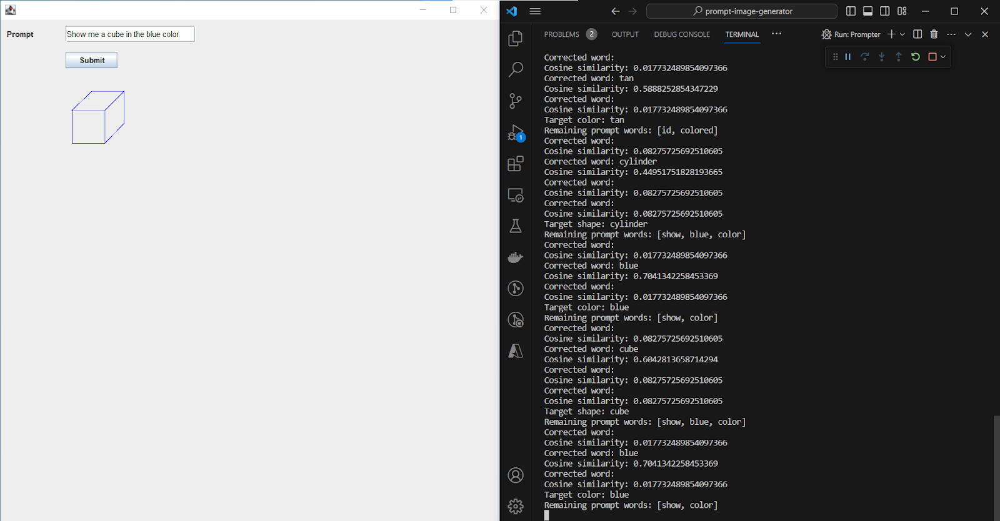 Prompt
Show me a cube in the blue color
Submit
prompt-image-generator
PROBLEMS 2 OUTPUT DEBUG CONSOLE TERMINAL ··· Run: Prompter
1
Corrected word:
Cosine similarity: 0.017732489854097366
Corrected word: tan
Cosine similarity: 0.5888252854347229
Corrected word:
Cosine similarity: 0.017732489854097366
Target color: tan
Remaining prompt words: [id, colored]
Corrected word:
Cosine similarity: 0.08275725692510605
Corrected word: cylinder
Cosine similarity: 0.44951751828193665
Corrected word:
Cosine similarity: 0.08275725692510605
Corrected word:
Cosine similarity: 0.08275725692510605
Target shape: cylinder
Remaining prompt words: [show, blue, color]
Corrected word:
Cosine similarity: 0.017732489854097366
Corrected word: blue
Cosine similarity: 0.7041342258453369
Corrected word:
Cosine similarity: 0.017732489854097366
Target color: blue
Remaining prompt words: [show, color]
Corrected word:
Cosine similarity: 0.08275725692510605
Corrected word: cube
Cosine similarity: 0.6042813658714294
Corrected word:
Cosine similarity: 0.08275725692510605
Corrected word:
Cosine similarity: 0.08275725692510605
Target shape: cube
Remaining prompt words: [show, blue, color]
Corrected word:
Cosine similarity: 0.017732489854097366
Corrected word: blue
Cosine similarity: 0.7041342258453369
Corrected word:
Cosine similarity: 0.017732489854097366
Target color: blue
Remaining prompt words: [show, color]